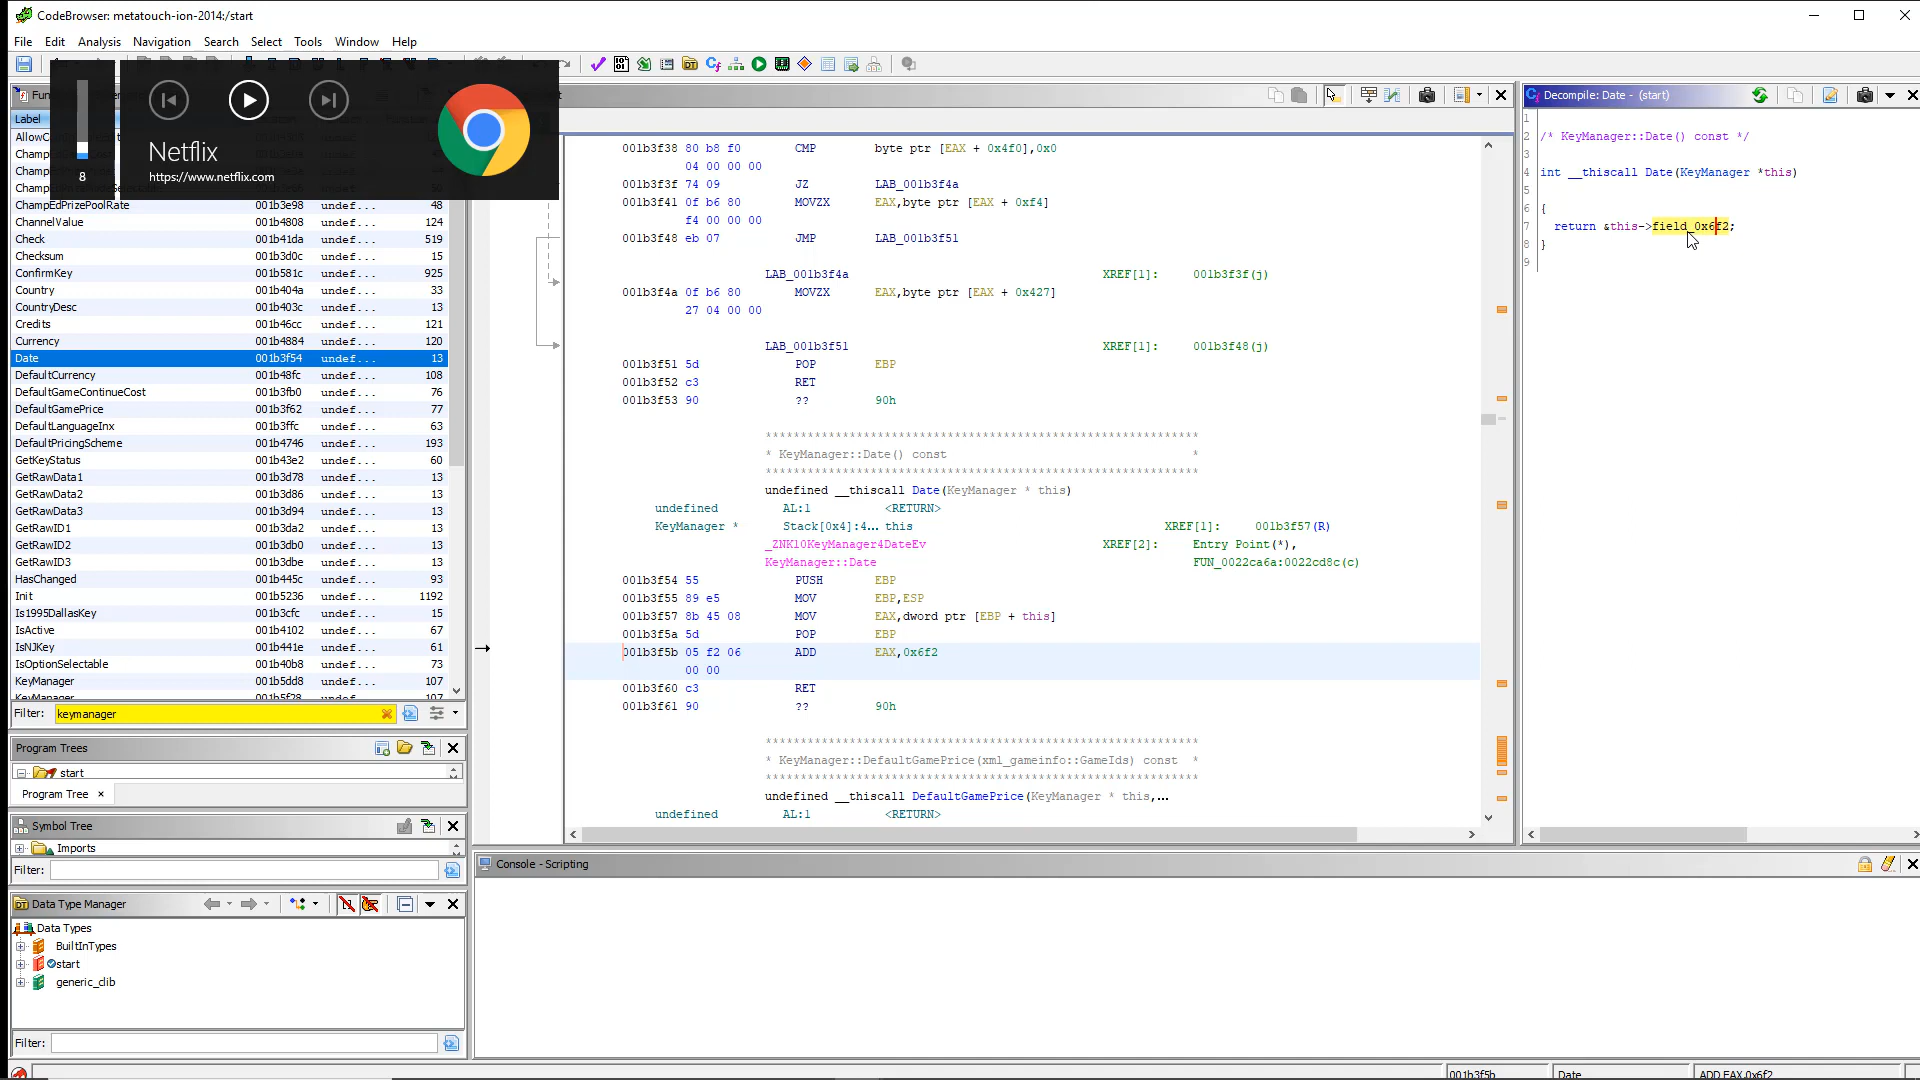 CodeBrowser: metatouch-ion-2014:/start
File Edit Analysis Navigation Search Select Tools Window Help
Netflix
https://www.netflix.com
8
Label
ChampEdPrizePoolRate 001b3e98 undef... 48
ChannelValue 001b4808 undef... 124
Check 001b41da undef... 519
Checksum 001b3d0c undef... 15
ConfirmKey 001b581c undef... 925
Country 001b404a undef... 33
CountryDesc 001b403c undef... 13
Credits 001b46cc undef... 121
Currency 001b4884 undef... 120
Date 001b3f54 undef... 13
DefaultCurrency 001b48fc undef... 108
DefaultGameContinueCost 001b3fb0 undef... 76
DefaultGamePrice 001b3f62 undef... 77
DefaultLanguageInx 001b3ffc undef... 63
DefaultPricingScheme 001b4746 undef... 193
GetKeyStatus 001b43e2 undef... 60
GetRawData1 001b3d78 undef... 13
GetRawData2 001b3d86 undef... 13
GetRawData3 001b3d94 undef... 13
GetRawID1 001b3da2 undef... 13
GetRawID2 001b3db0 undef... 13
GetRawID3 001b3dbe undef... 13
HasChanged 001b445c undef... 93
Init 001b5236 undef... 1192
Is1995DallasKey 001b3cfc undef... 15
IsActive 001b4102 undef... 67
IsNJKey 001b441e undef... 61
IsOptionSelectable 001b40b8 undef... 73
KeyManager 001b5dd8 undef... 107
KeyManager 001b5f28 undef... 107
Filter: keymanager
Program Trees
start
Program Tree ×
Symbol Tree
Imports
Filter:
Data Type Manager
Data Types
BuiltInTypes
start
generic_clib
Filter:
001b3f38 80 b8 f0 CMP byte ptr [EAX + 0x4f0],0x0
04 00 00 00
001b3f3f 74 09 JZ LAB_001b3f4a
001b3f41 0f b6 80 MOVZX EAX,byte ptr [EAX + 0xf4]
f4 00 00 00
001b3f48 eb 07 JMP LAB_001b3f51
LAB_001b3f4a XREF[1]: 001b3f3f(j)
001b3f4a 0f b6 80 MOVZX EAX,byte ptr [EAX + 0x427]
27 04 00 00
LAB_001b3f51 XREF[1]: 001b3f48(j)
001b3f51 5d POP EBP
001b3f52 c3 RET
001b3f53 90 ?? 90h
**************************************************************
* KeyManager::Date() const *
**************************************************************
undefined __thiscall Date(KeyManager * this)
undefined AL:1 <RETURN>
KeyManager * Stack[0x4]:4... this XREF[1]: 001b3f57(R)
_ZNK10KeyManager4DateEv XREF[2]: Entry Point(*),
KeyManager::Date FUN_0022ca6a:0022cd8c(c)
001b3f54 55 PUSH EBP
001b3f55 89 e5 MOV EBP,ESP
001b3f57 8b 45 08 MOV EAX,dword ptr [EBP + this]
001b3f5a 5d POP EBP
001b3f5b 05 f2 06 ADD EAX,0x6f2
00 00
001b3f60 c3 RET
001b3f61 90 ?? 90h
**************************************************************
* KeyManager::DefaultGamePrice(xml_gameinfo::GameIds) const *
**************************************************************
undefined __thiscall DefaultGamePrice(KeyManager * this,...
undefined AL:1 <RETURN>
Console - Scripting
Decompile: Date - (start)
1
2 /* KeyManager::Date() const */
3
4 int __thiscall Date(KeyManager *this)
5
6 {
7 return &this->field_0x6f2;
8 }
9
001b3f5b Date ADD EAX,0x6f2